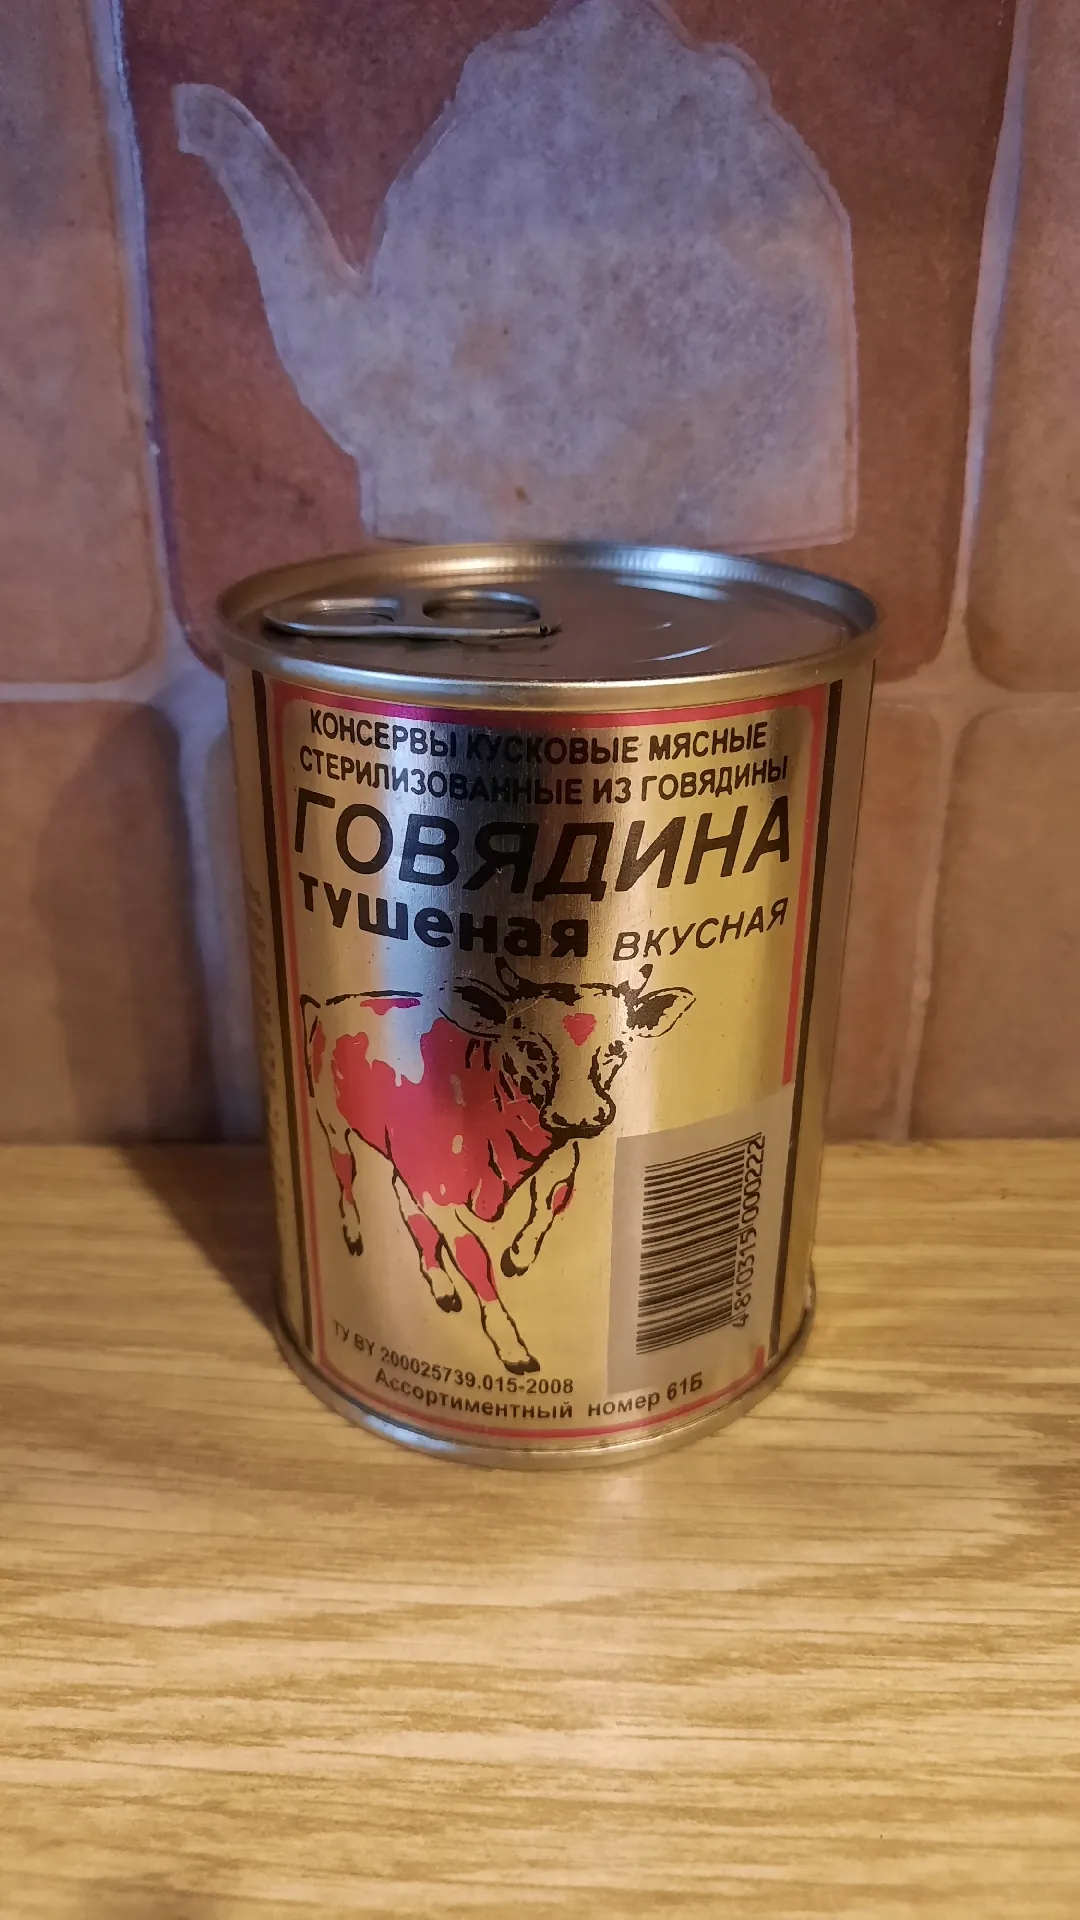 КОНСЕРВЫ КУСКОВЫЕ МЯСНЫЕ
СТЕРИЛИЗОВАННЫЕ ИЗ ГОВЯДИНЫ
ГОВЯДИНА
тушеная ВКУСНАЯ
4810315000222
ТУ BY 200025739.015-2008
Ассортиментный номер 61Б